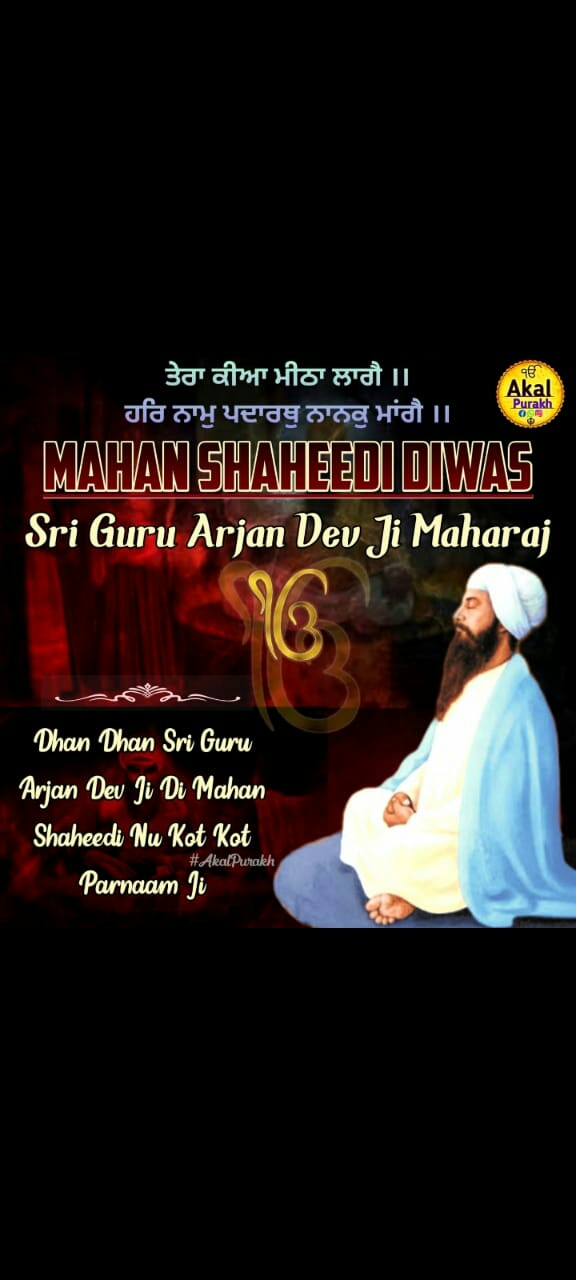 ਤੇਰਾ ਕੀਆ ਮੀਠਾ ਲਾਗੈ ।।
ਹਰਿ ਨਾਮੁ ਪਦਾਰਥੁ ਨਾਨਕੁ ਮਾਂਗੈ ।।
ੴ
Akal
Purakh
MAHAN SHAHEEDI DIWAS
Sri Guru Arjan Dev Ji Maharaj
ੴ
Dhan Dhan Sri Guru
Arjan Dev Ji Di Mahan
Shaheedi Nu Kot Kot
#AkalPurakh
Parnaam Ji